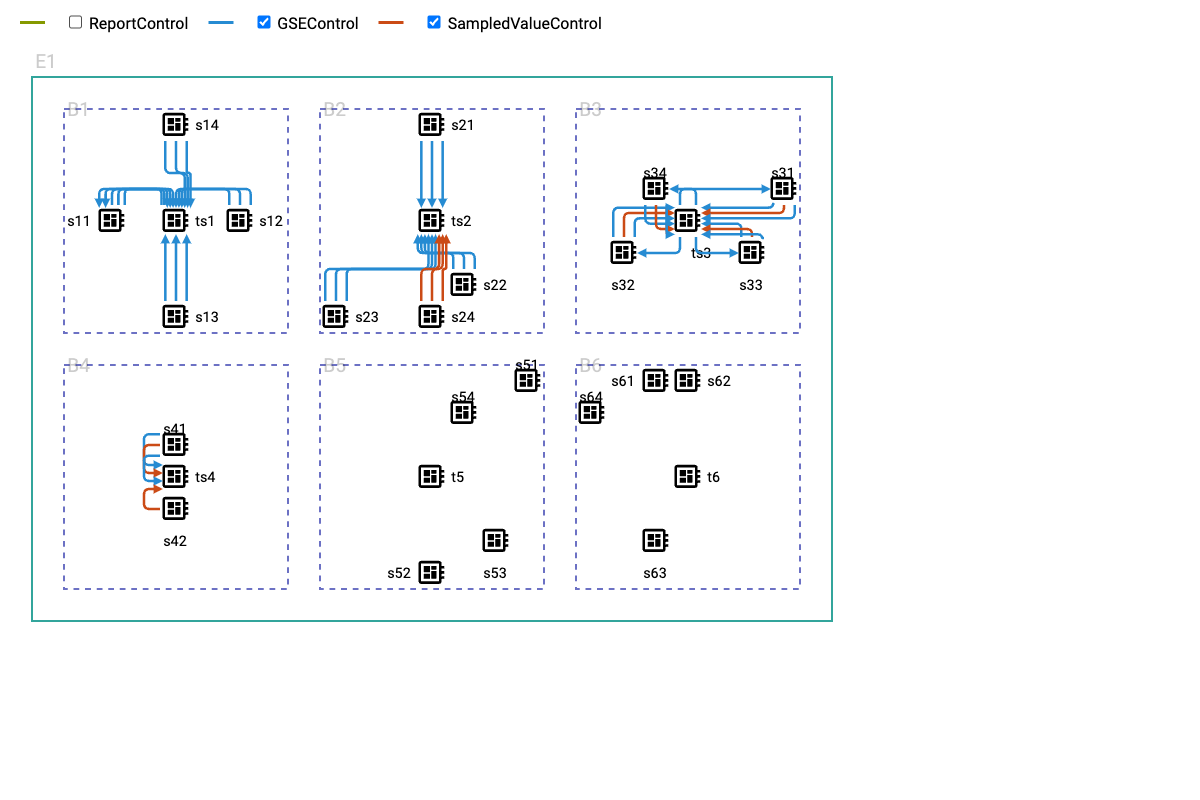 ReportControl GSEControl SampledValueControl
E1
B1 B2 B3
s14 s21
s34 s31
s11 ts1 s12 ts2
ts3
s32 s33
s22
s13 s23 s24
B4 B5 B6
s51
s61 s62
s54 s64
s41
ts4 t5 t6
s42
s52 s53 s63